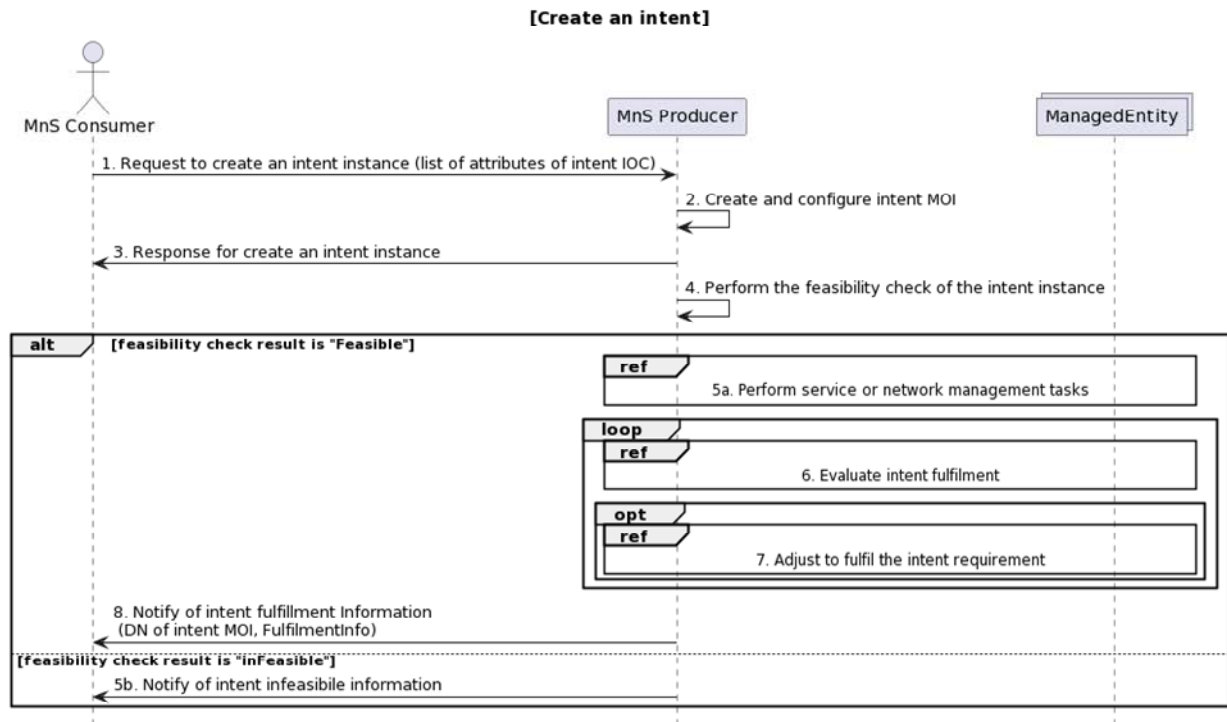 [Create an intent]
MnS Consumer
MnS Producer
ManagedEntity
1. Request to create an intent instance (list of attributes of intent IOC)
2. Create and configure intent MOI
3. Response for create an intent instance
4. Perform the feasibility check of the intent instance
alt
[feasibility check result is "Feasible"]
ref
5a. Perform service or network management tasks
loop
ref
6. Evaluate intent fulfilment
opt
ref
7. Adjust to fulfil the intent requirement
8. Notify of intent fulfillment Information
(DN of intent MOI, FulfilmentInfo)
[feasibility check result is "inFeasible"]
5b. Notify of intent infeasibile information